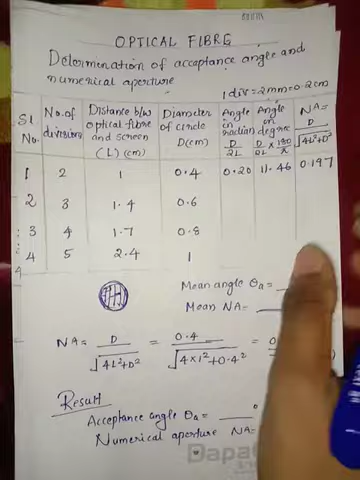 OPTICAL FIBRE
Determination of acceptance angle and
numerical aperture
1 div = 2mm = 0.2cm
Sl No. | No. of divisions | Distance b/w optical fibre and screen (L) (cm) | Diameter of circle D(cm) | Angle in radian D/2L | Angle in degree D/2L × 180/π | NA = D/√4L²+D²
1 | 2 | 1 | 0.4 | 0.20 | 11.46 | 0.197
2 | 3 | 1.4 | 0.6
3 | 4 | 1.7 | 0.8
4 | 5 | 2.4 | 1
Mean angle θa =
Mean NA =
NA = D/√4L²+D² = 0.4/√4×1²+0.4² =
Result
Acceptance angle θa = °
Numerical aperture NA =